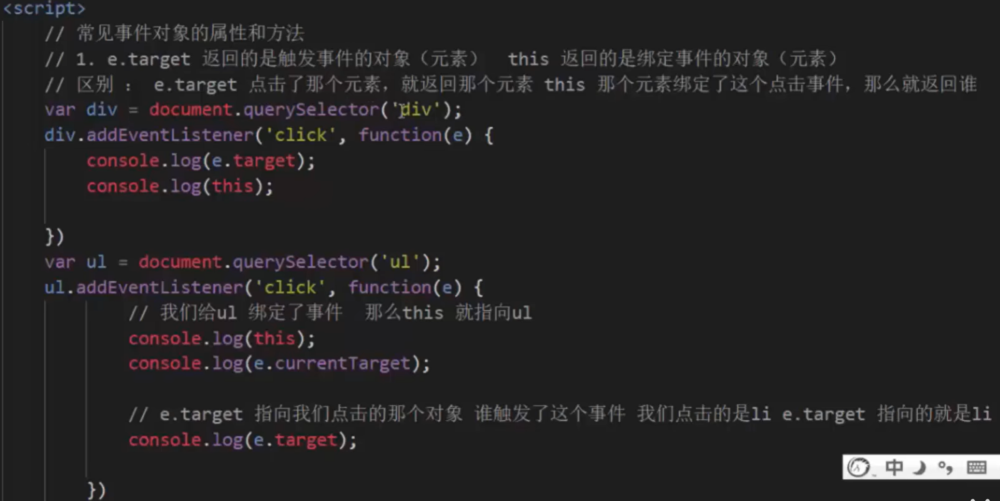 <script>
// 常见事件对象的属性和方法
// 1. e.target 返回的是触发事件的对象（元素） this 返回的是绑定事件的对象（元素）
// 区别 ： e.target 点击了那个元素，就返回那个元素 this 那个元素绑定了这个点击事件，那么就返回谁
var div = document.querySelector('div');
div.addEventListener('click', function(e) {
console.log(e.target);
console.log(this);
})
var ul = document.querySelector('ul');
ul.addEventListener('click', function(e) {
// 我们给ul 绑定了事件 那么this 就指向ul
console.log(this);
console.log(e.currentTarget);
// e.target 指向我们点击的那个对象 谁触发了这个事件 我们点击的是li e.target 指向的就是li
console.log(e.target);
})
中